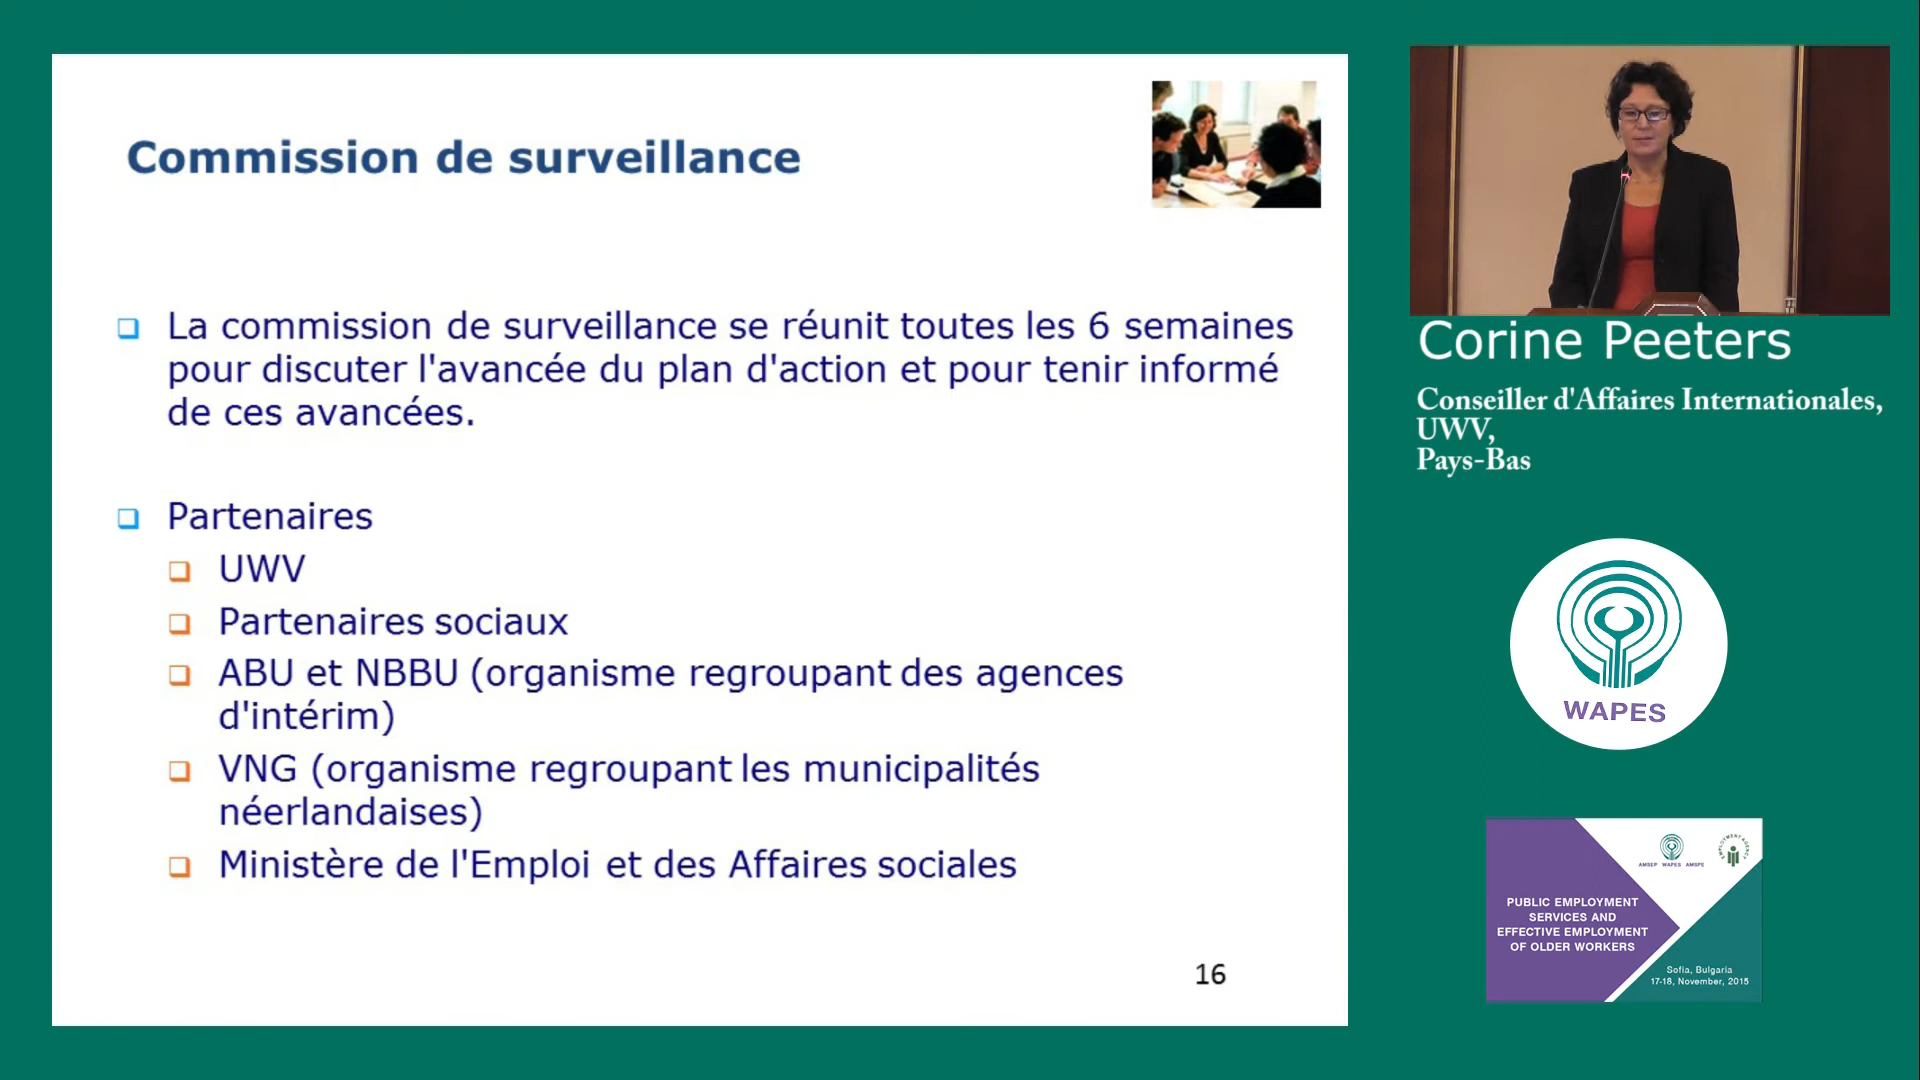 Commission de surveillance
La commission de surveillance se réunit toutes les 6 semaines
pour discuter l'avancée du plan d'action et pour tenir informé
de ces avancées.
Partenaires
UWV
Partenaires sociaux
ABU et NBBU (organisme regroupant des agences
d'intérim)
VNG (organisme regroupant les municipalités
néerlandaises)
Ministère de l'Emploi et des Affaires sociales
16
Corine Peeters
Conseiller d'Affaires Internationales,
UWV,
Pays-Bas
WAPES
AMSEP WAPES AMSPE
EMPLOYMENT AGENCY
PUBLIC EMPLOYMENT
SERVICES AND
EFFECTIVE EMPLOYMENT
OF OLDER WORKERS
Sofia, Bulgaria
17-18, November, 2015